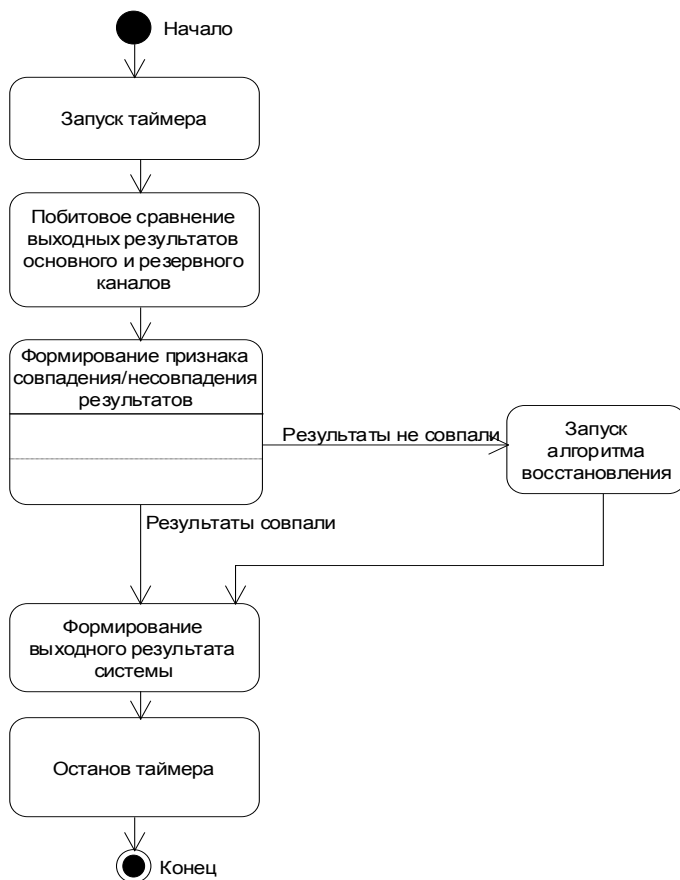 Начало
Запуск таймера
Побитовое сравнение
выходных результатов
основного и резервного
каналов
Формирование признака
совпадения/несовпадения
результатов
Результаты не совпали
Запуск
алгоритма
восстановления
Результаты совпали
Формирование
выходного результата
системы
Останов таймера
Конец